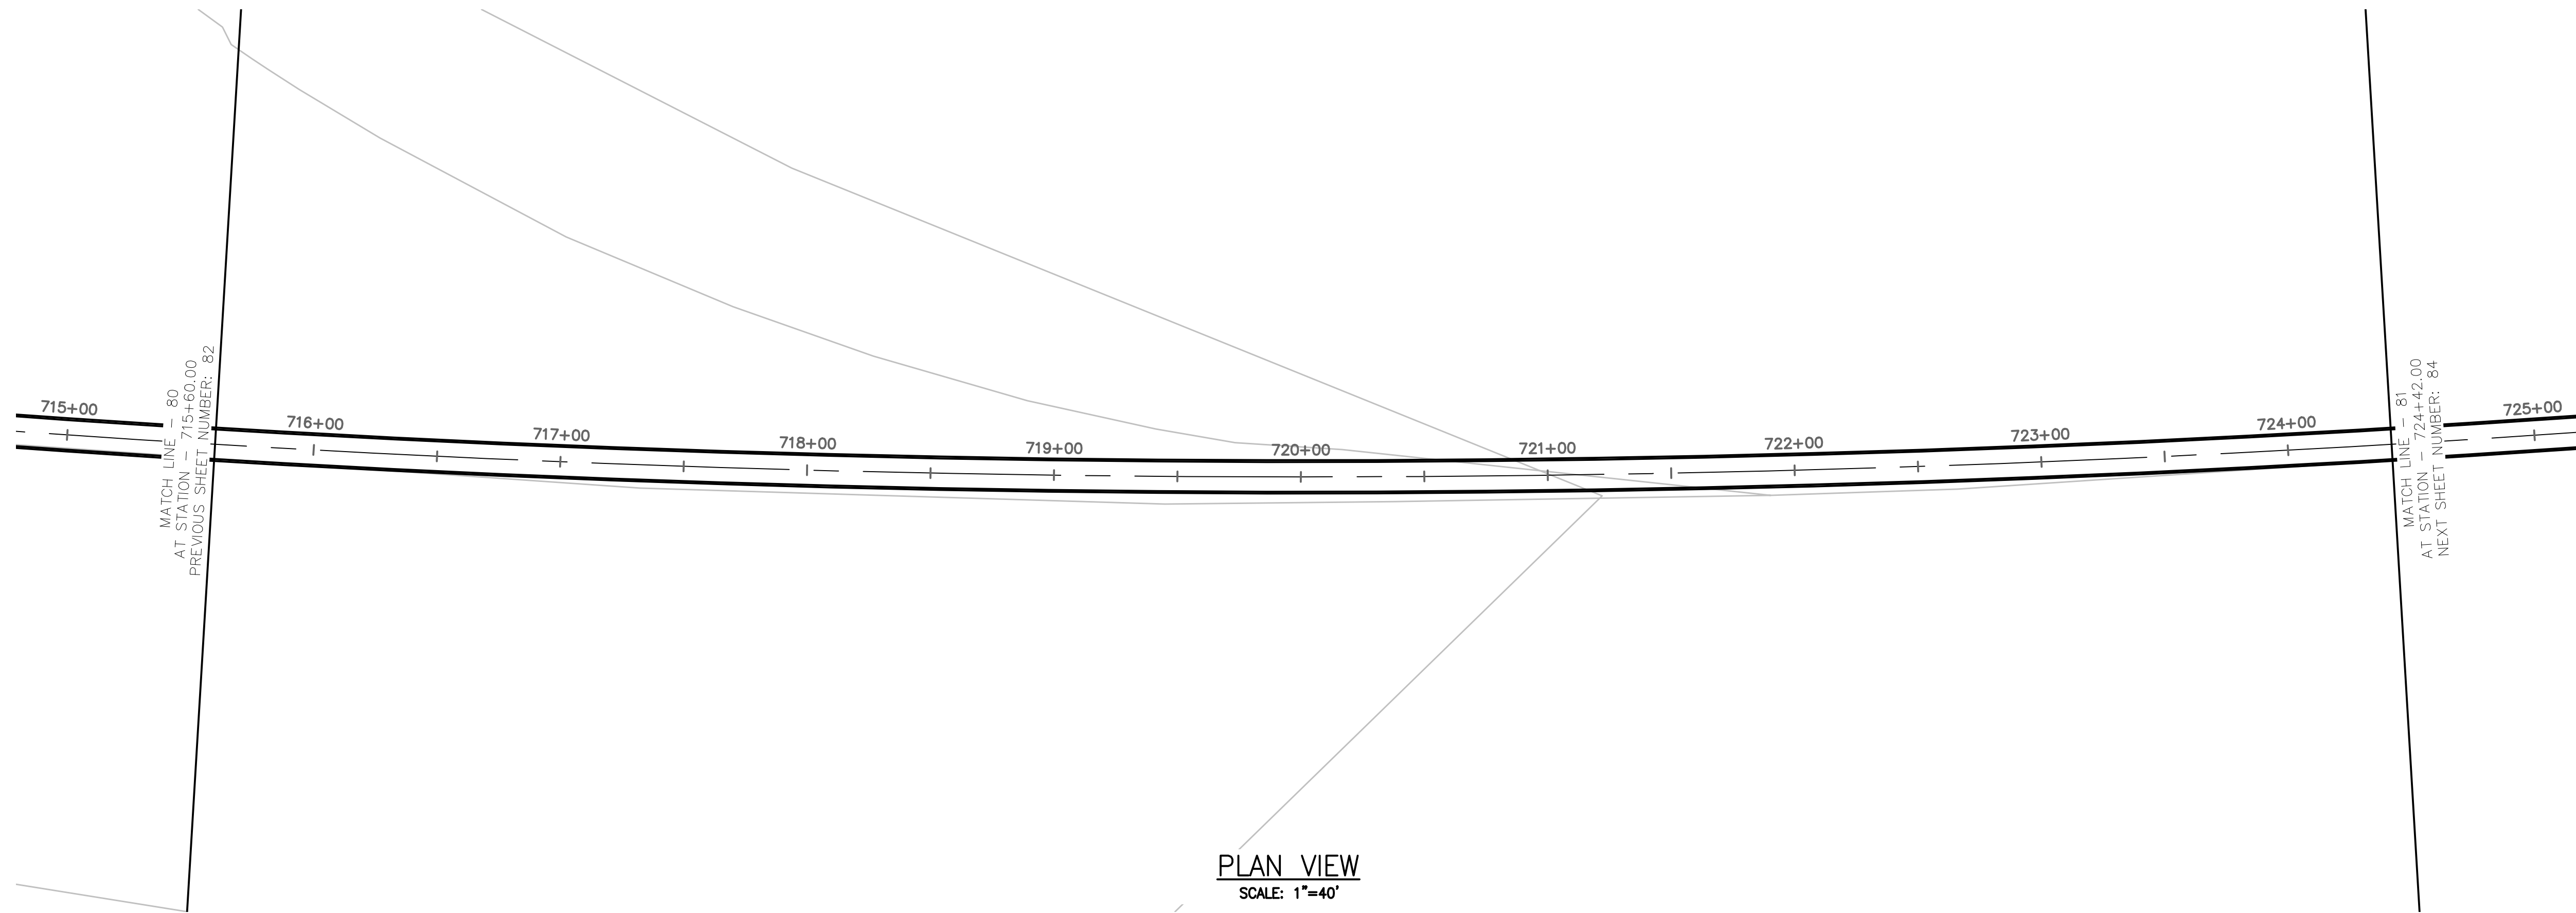 715+00
MATCH LINE - 80
AT STATION - 715+60.00
PREVIOUS SHEET NUMBER: 82
716+00
717+00
718+00
719+00
720+00
721+00
722+00
723+00
724+00
MATCH LINE - 81
AT STATION - 724+42.00
NEXT SHEET NUMBER: 84
725+00
PLAN VIEW
SCALE: 1"=40'